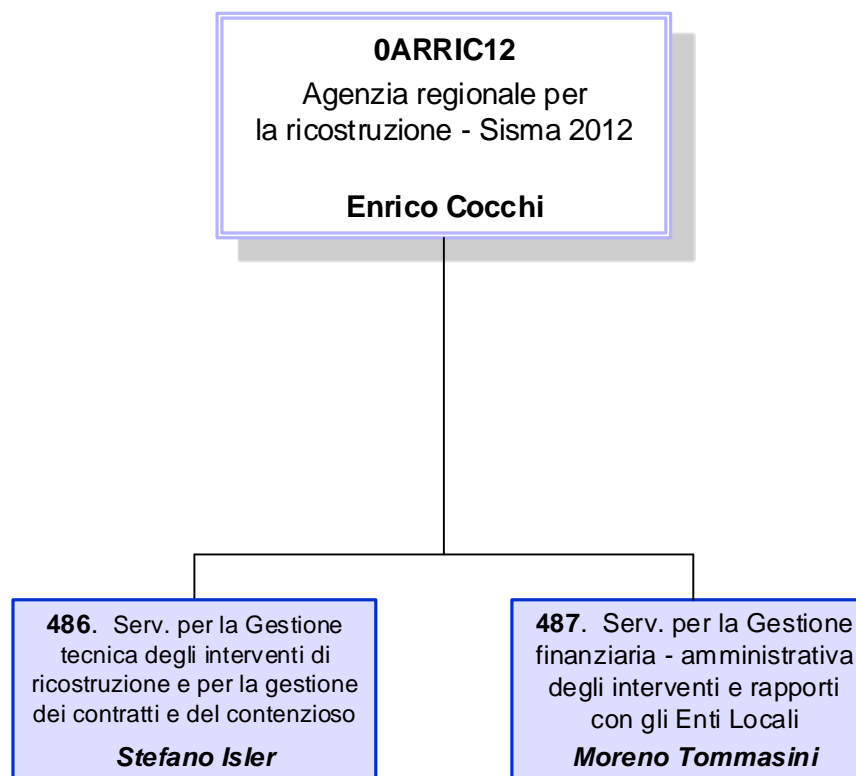 0ARRIC12
Agenzia regionale per
la ricostruzione - Sisma 2012
Enrico Cocchi
486. Serv. per la Gestione
tecnica degli interventi di
ricostruzione e per la gestione
dei contratti e del contenzioso
Stefano Isler
487. Serv. per la Gestione
finanziaria - amministrativa
degli interventi e rapporti
con gli Enti Locali
Moreno Tommasini